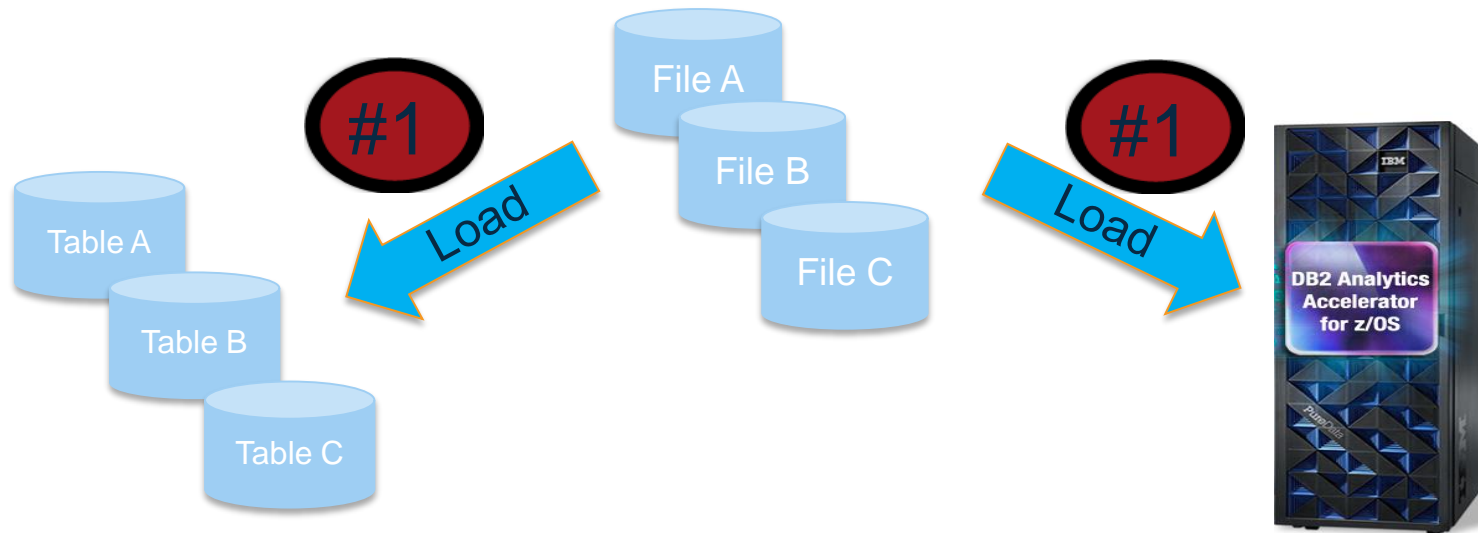 File A
#1
#1
IBM
File B
Load
Load
Table A
File C
DB2 Analytics
Accelerator
for z/OS
Table B
PureData
Table C